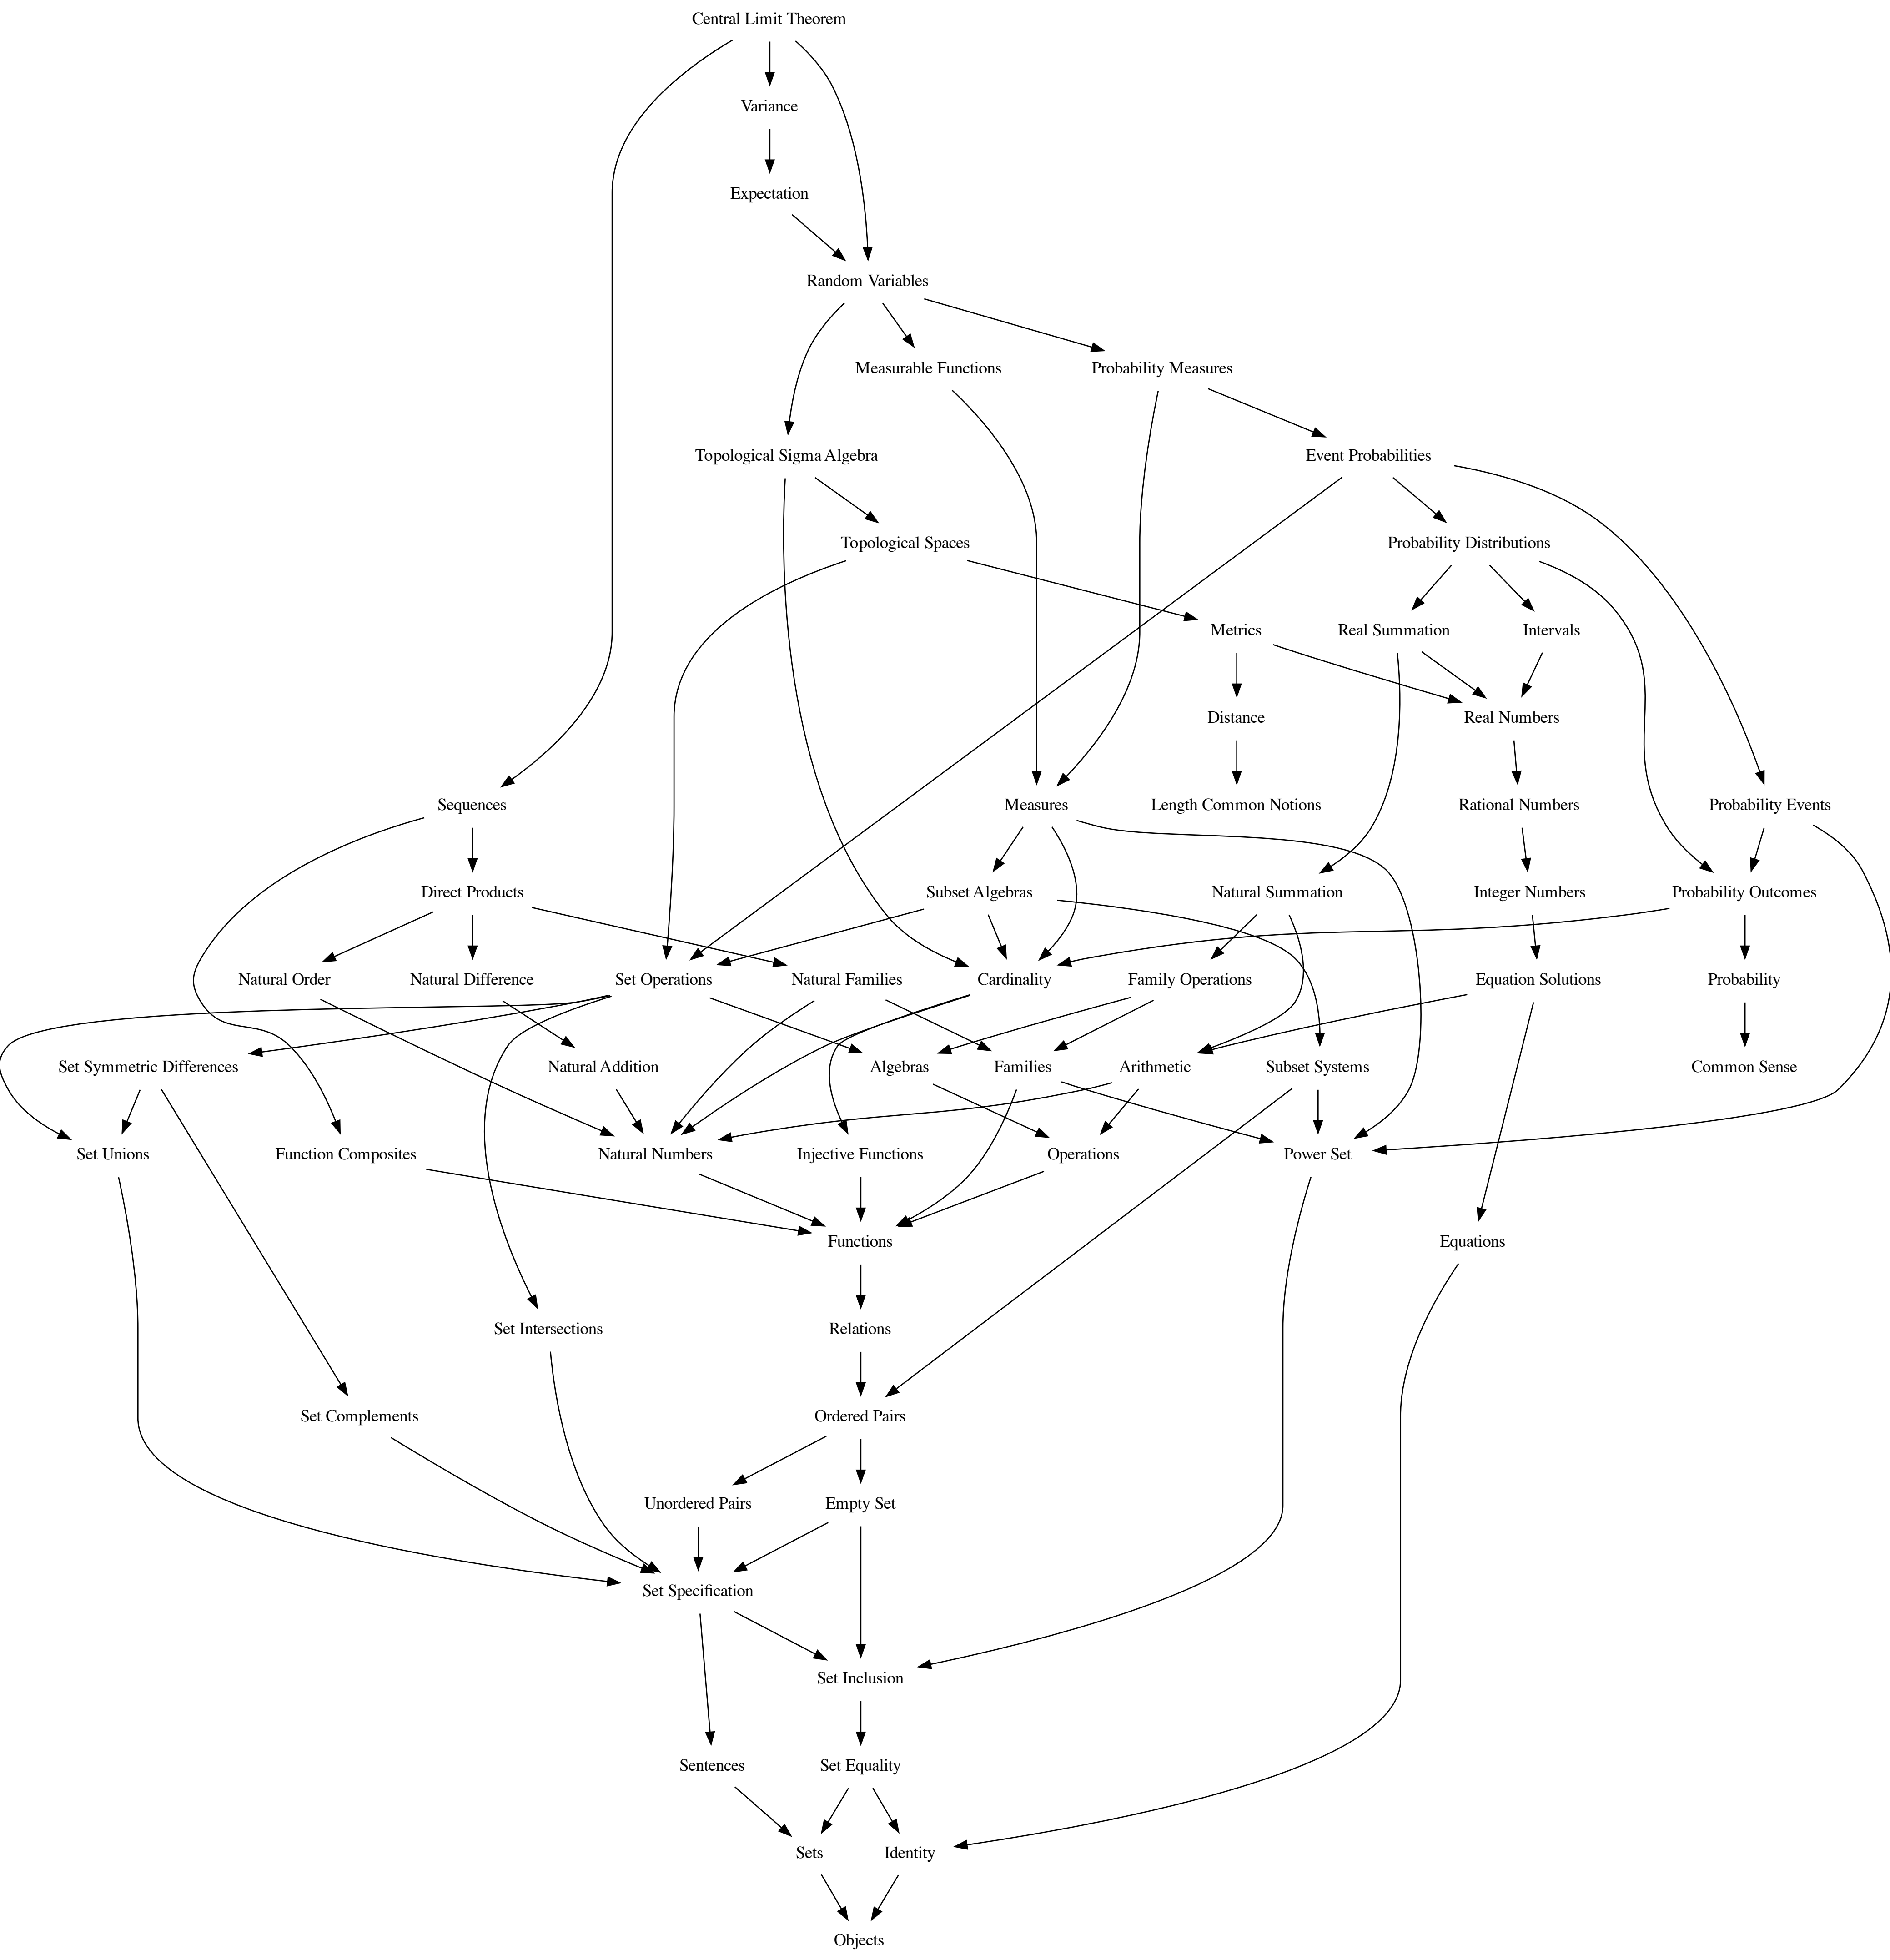 Central Limit Theorem
Variance
Expectation
Random Variables
Measurable Functions
Probability Measures
Topological Sigma Algebra
Event Probabilities
Topological Spaces
Probability Distributions
Metrics
Real Summation
Intervals
Distance
Real Numbers
Sequences
Measures
Length Common Notions
Rational Numbers
Probability Events
Direct Products
Subset Algebras
Natural Summation
Integer Numbers
Probability Outcomes
Natural Order
Natural Difference
Set Operations
Natural Families
Cardinality
Family Operations
Equation Solutions
Probability
Set Symmetric Differences
Natural Addition
Algebras
Families
Arithmetic
Subset Systems
Common Sense
Set Unions
Function Composites
Natural Numbers
Injective Functions
Operations
Power Set
Functions
Equations
Set Intersections
Relations
Set Complements
Ordered Pairs
Unordered Pairs
Empty Set
Set Specification
Set Inclusion
Sentences
Set Equality
Sets
Identity
Objects